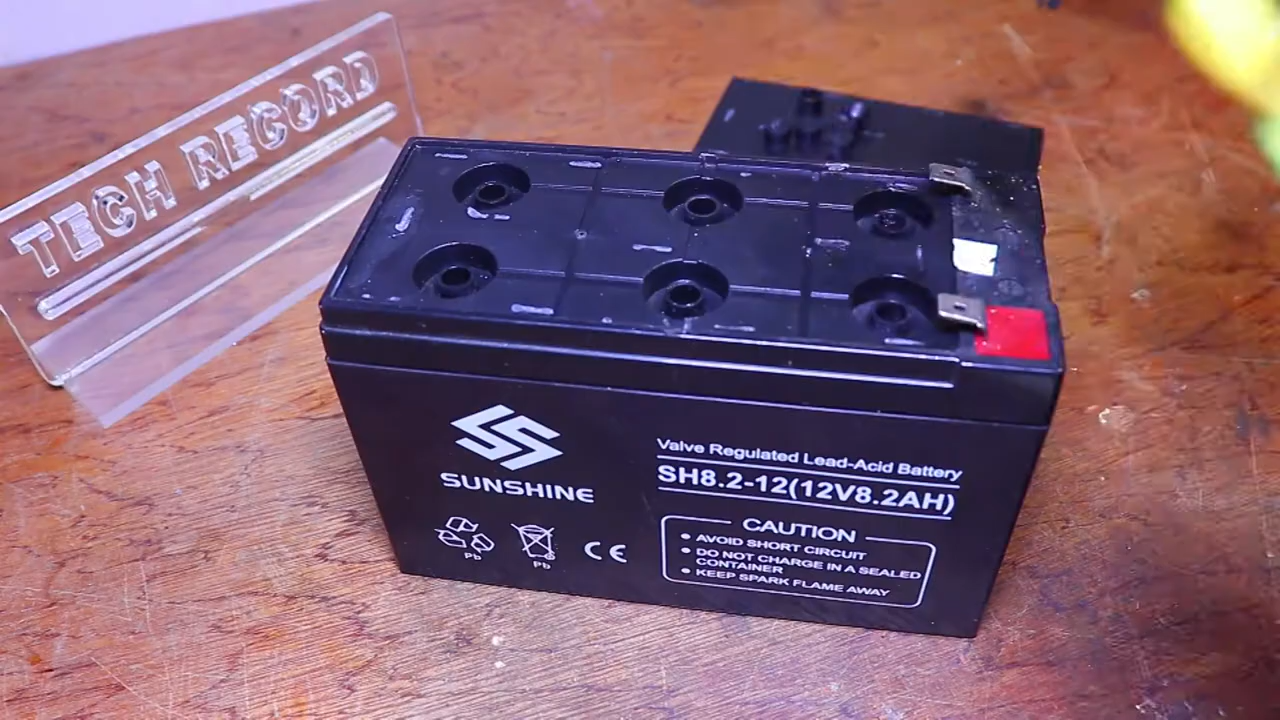 TECH RECORD
SUNSHINE
Pb
Pb
CE
Valve Regulated Lead-Acid Battery
SH8.2-12(12V8.2AH)
CAUTION
• AVOID SHORT CIRCUIT
• DO NOT CHARGE IN A SEALED
CONTAINER
• KEEP SPARK FLAME AWAY